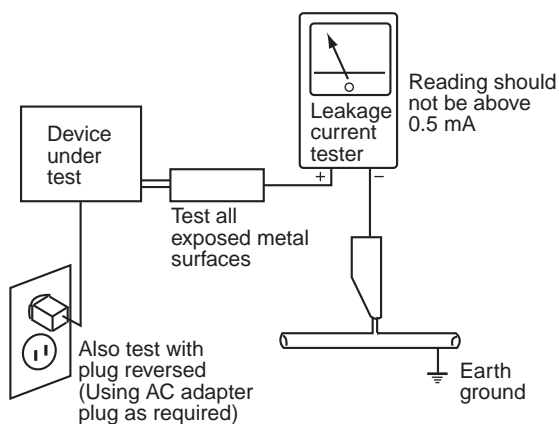 Device
under
test
Leakage
current
tester
Reading should
not be above
0.5 mA
+
−
Test all
exposed metal
surfaces
Also test with
plug reversed
(Using AC adapter
plug as required)
Earth
ground